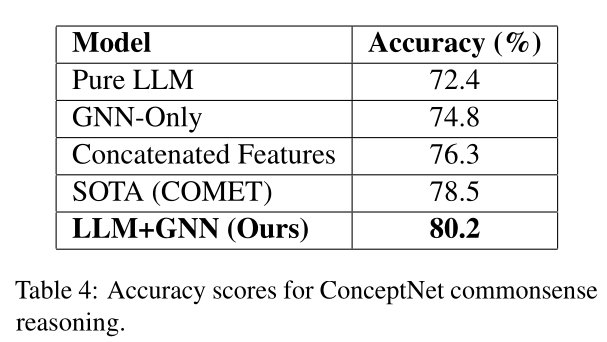 Model Accuracy (%)
Pure LLM 72.4
GNN-Only 74.8
Concatenated Features 76.3
SOTA (COMET) 78.5
LLM+GNN (Ours) 80.2
Table 4: Accuracy scores for ConceptNet commonsense
reasoning.